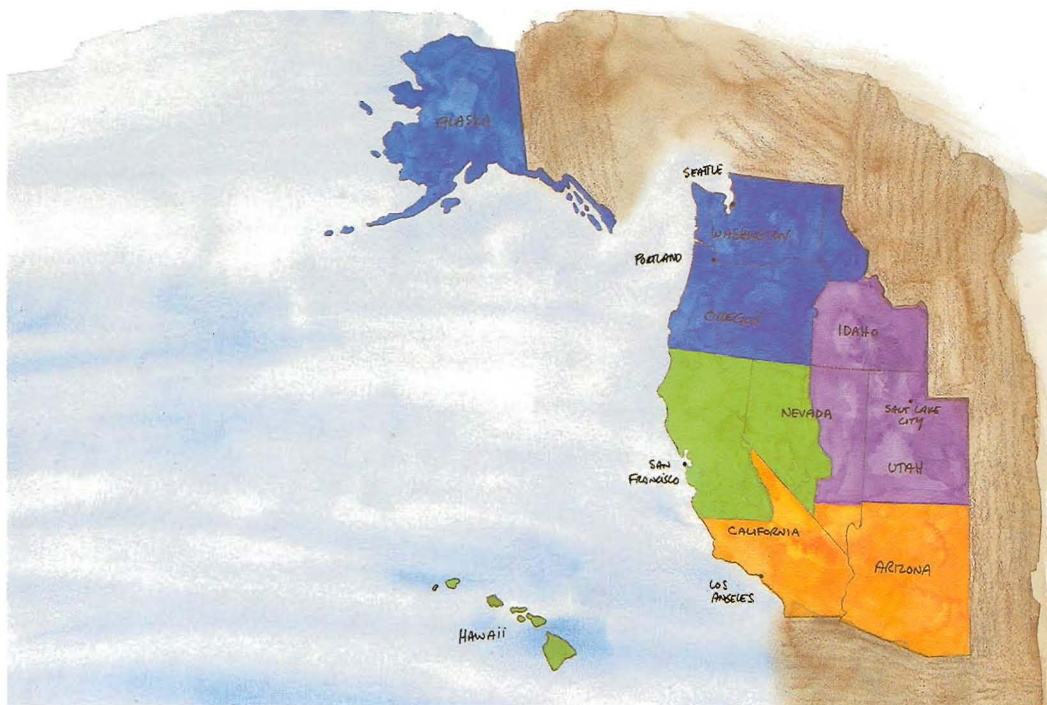 ALASKA
SEATTLE
WASHINGTON
PORTLAND
OREGON
IDAHO
NEVADA
SALT LAKE
CITY
SAN
FRANCISCO
UTAH
CALIFORNIA
ARIZONA
LOS
ANGELES
HAWAII